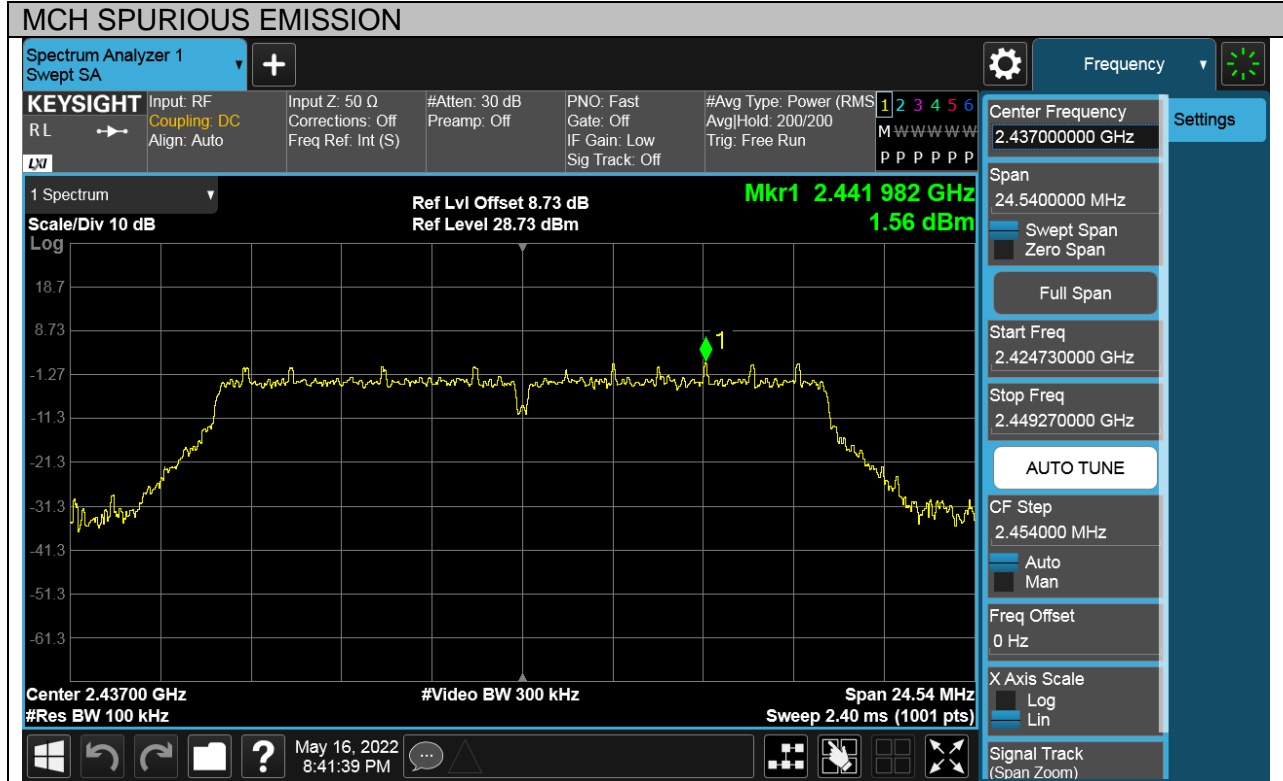 MCH SPURIOUS EMISSION
Spectrum Analyzer 1
Swept SA
+
Frequency
KEYSIGHT
RL
LXI
Input: RF
Coupling: DC
Align: Auto
Input Z: 50 Ω
Corrections: Off
Freq Ref: Int (S)
#Atten: 30 dB
Preamp: Off
PNO: Fast
Gate: Off
IF Gain: Low
Sig Track: Off
#Avg Type: Power (RMS
Avg|Hold: 200/200
Trig: Free Run
1 2 3 4 5 6
M W W W W W
P P P P P P
Center Frequency
2.437000000 GHz
Settings
Span
24.5400000 MHz
Swept Span
Zero Span
Full Span
Start Freq
2.424730000 GHz
Stop Freq
2.449270000 GHz
AUTO TUNE
CF Step
2.454000 MHz
Auto
Man
Freq Offset
0 Hz
X Axis Scale
Log
Lin
Signal Track
(Span Zoom)
1 Spectrum
Scale/Div 10 dB
Ref Lvl Offset 8.73 dB
Ref Level 28.73 dBm
Mkr1 2.441 982 GHz
1.56 dBm
Log
18.7
8.73
-1.27
-11.3
-21.3
-31.3
-41.3
-51.3
-61.3
1
Center 2.43700 GHz
#Video BW 300 kHz
Span 24.54 MHz
#Res BW 100 kHz
Sweep 2.40 ms (1001 pts)
?
May 16, 2022
8:41:39 PM